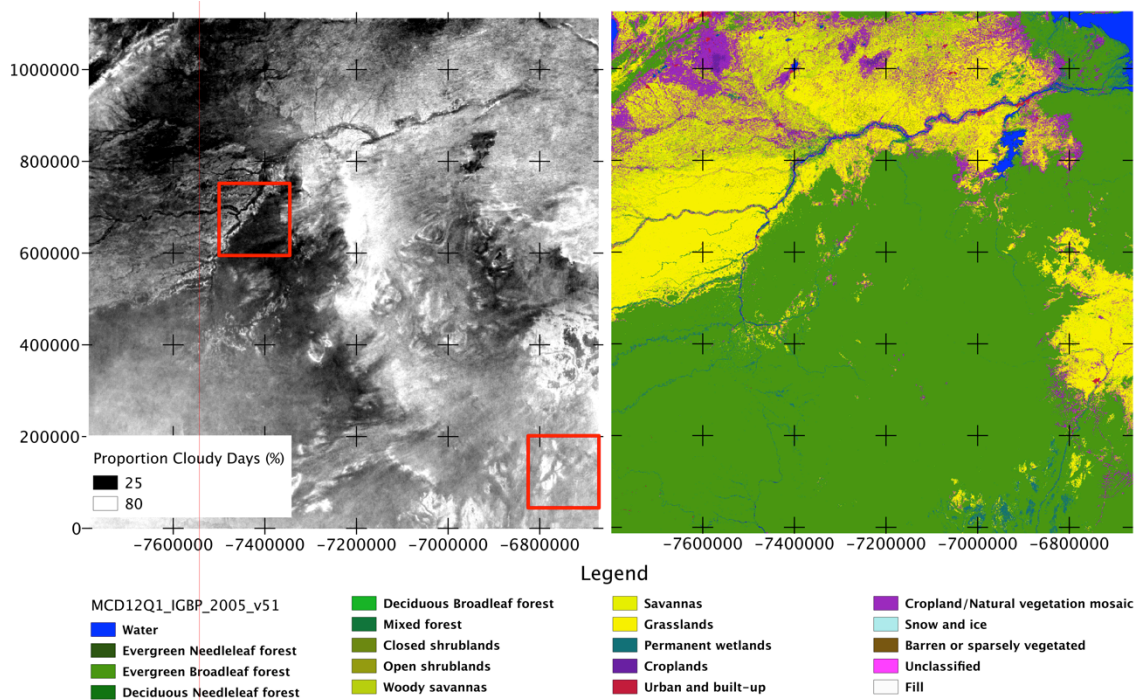 1000000
800000
600000
400000
200000
0
Proportion Cloudy Days (%)
25
80
−7600000 −7400000 −7200000 −7000000 −6800000
−7600000 −7400000 −7200000 −7000000 −6800000
Legend
MCD12Q1_IGBP_2005_v51
Water
Evergreen Needleleaf forest
Evergreen Broadleaf forest
Deciduous Needleleaf forest
Deciduous Broadleaf forest
Mixed forest
Closed shrublands
Open shrublands
Woody savannas
Savannas
Grasslands
Permanent wetlands
Croplands
Urban and built-up
Cropland/Natural vegetation mosaic
Snow and ice
Barren or sparsely vegetated
Unclassified
Fill